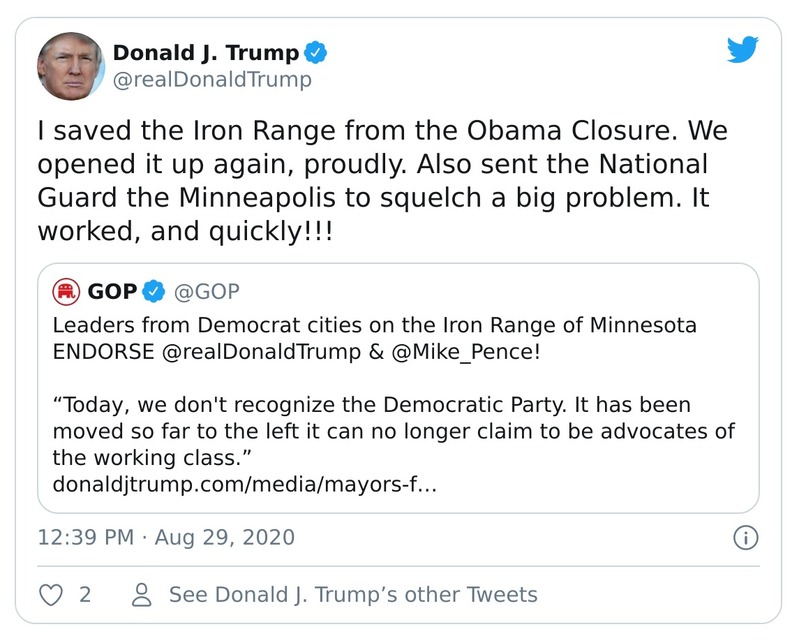 Donald J. Trump
@realDonaldTrump
I saved the Iron Range from the Obama Closure. We
opened it up again, proudly. Also sent the National
Guard the Minneapolis to squelch a big problem. It
worked, and quickly!!!
GOP @GOP
Leaders from Democrat cities on the Iron Range of Minnesota
ENDORSE @realDonaldTrump & @Mike_Pence!
“Today, we don't recognize the Democratic Party. It has been
moved so far to the left it can no longer claim to be advocates of
the working class.”
donaldjtrump.com/media/mayors-f…
12:39 PM · Aug 29, 2020
2 See Donald J. Trump’s other Tweets